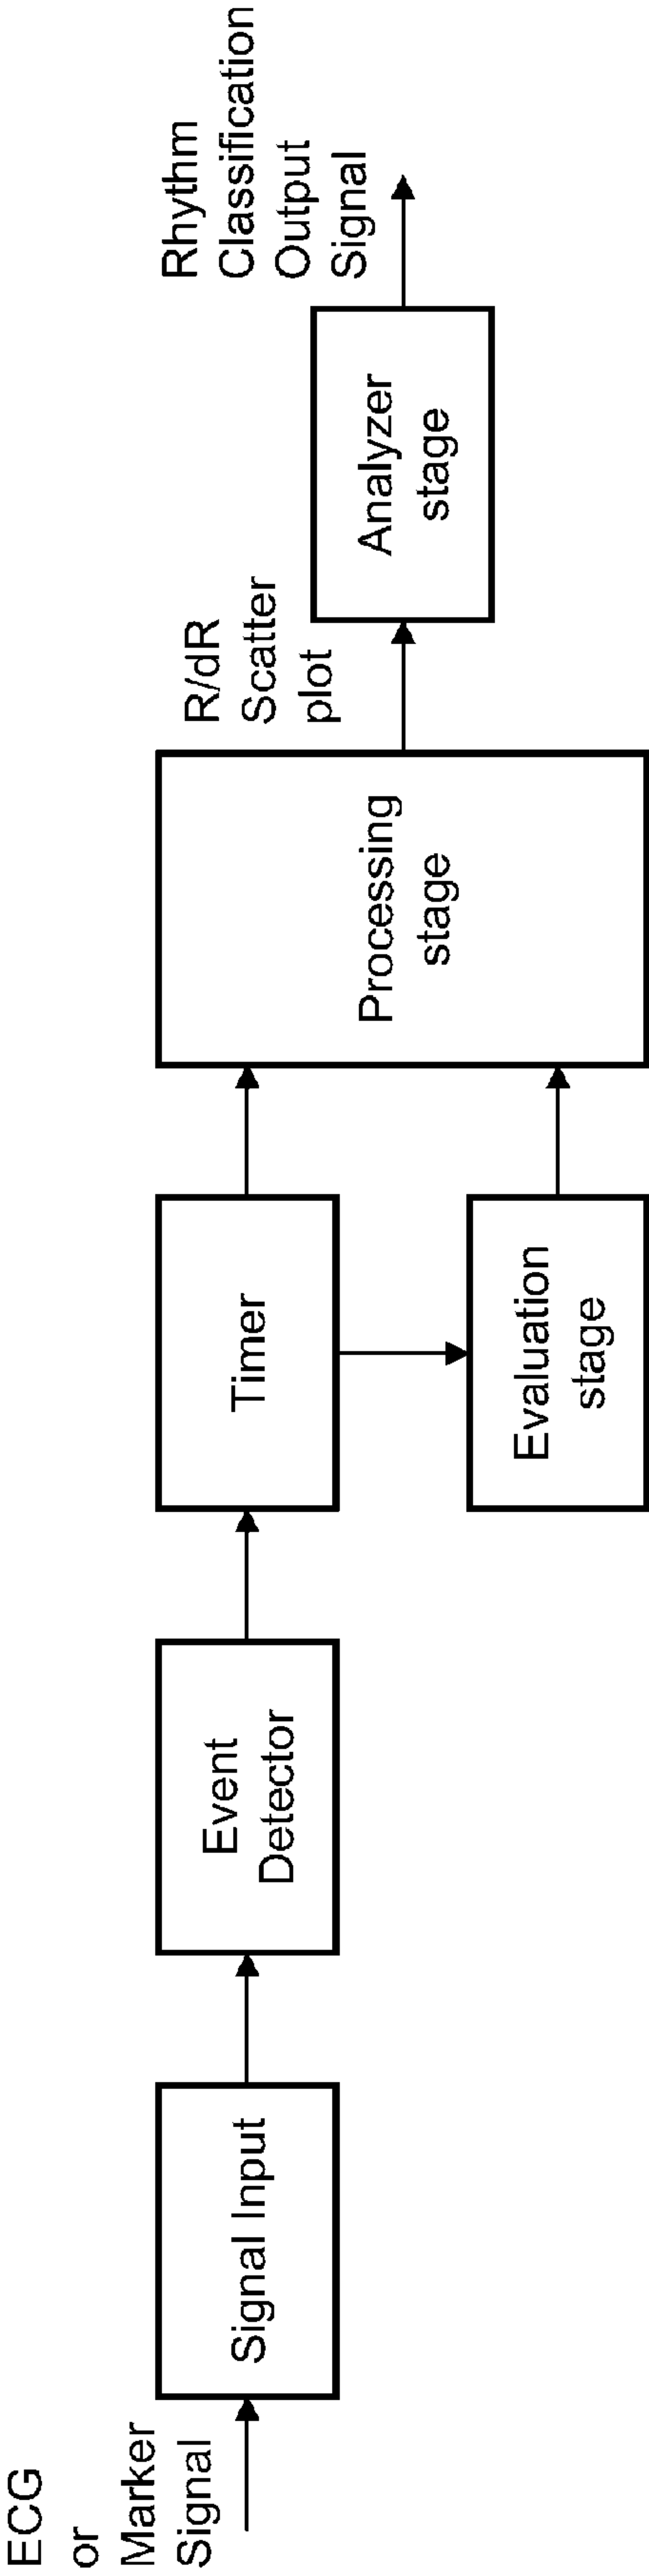 ECG
or
Marker
Signal
Signal Input
Event
Detector
Timer
Evaluation
stage
Processing
stage
R/dR
Scatter
plot
Analyzer
stage
Rhythm
Classification
Output
Signal